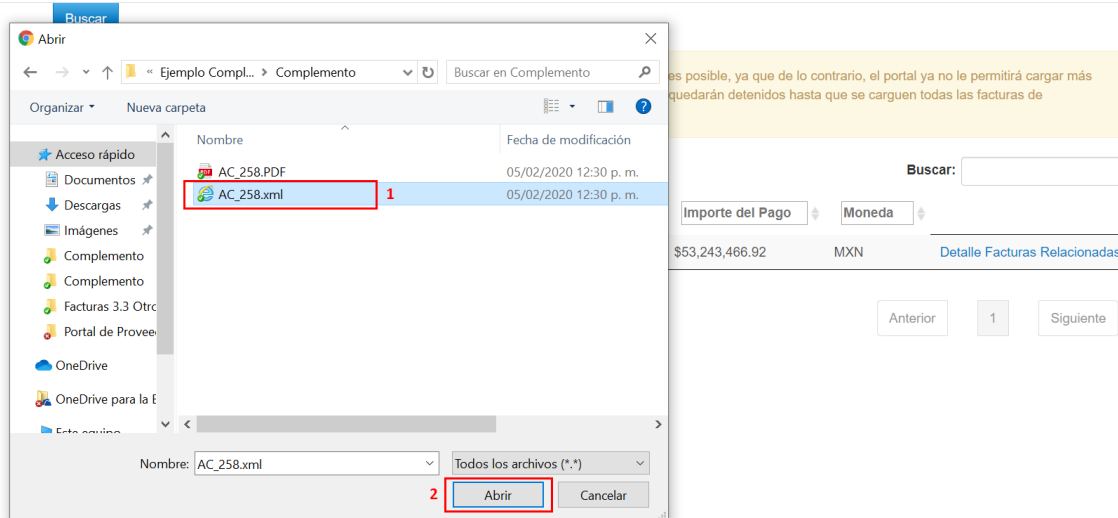 Buscar
Abrir
« Ejemplo Compl... > Complemento
Buscar en Complemento
es posible, ya que de lo contrario, el portal ya no le permitirá cargar más
quedarán detenidos hasta que se carguen todas las facturas de
Organizar
Nueva carpeta
?
Nombre
Fecha de modificación
Acceso rápido
Documentos
Descargas
Imágenes
Complemento
Complemento
Facturas 3.3 Otro
Portal de Provee
OneDrive
OneDrive para la E
Este equipo
PDF AC_258.PDF 05/02/2020 12:30 p. m.
AC_258.xml 05/02/2020 12:30 p. m.
1
Buscar:
Importe del Pago
Moneda
$53,243,466.92 MXN Detalle Facturas Relacionadas
Anterior 1 Siguiente
Nombre: AC_258.xml Todos los archivos (*.*)
2 Abrir Cancelar